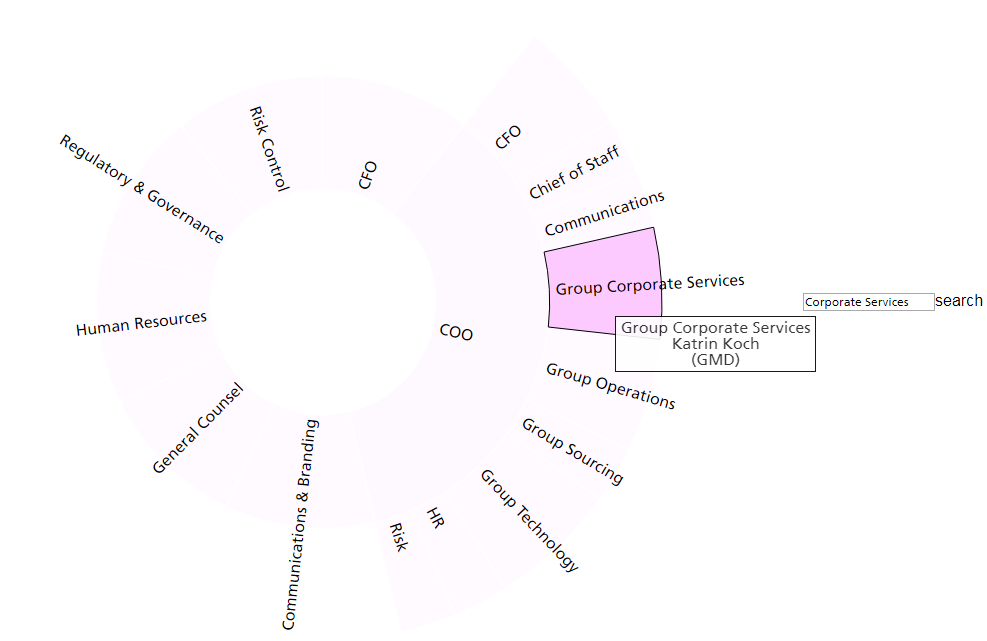 Risk Control
CFO
CFO
Chief of Staff
Regulatory & Governance
Communications
Group Corporate Services
Corporate Services
search
Group Corporate Services
Katrin Koch
(GMD)
Human Resources
COO
Group Operations
General Counsel
Group Sourcing
Communications & Branding
Group Technology
HR
Risk